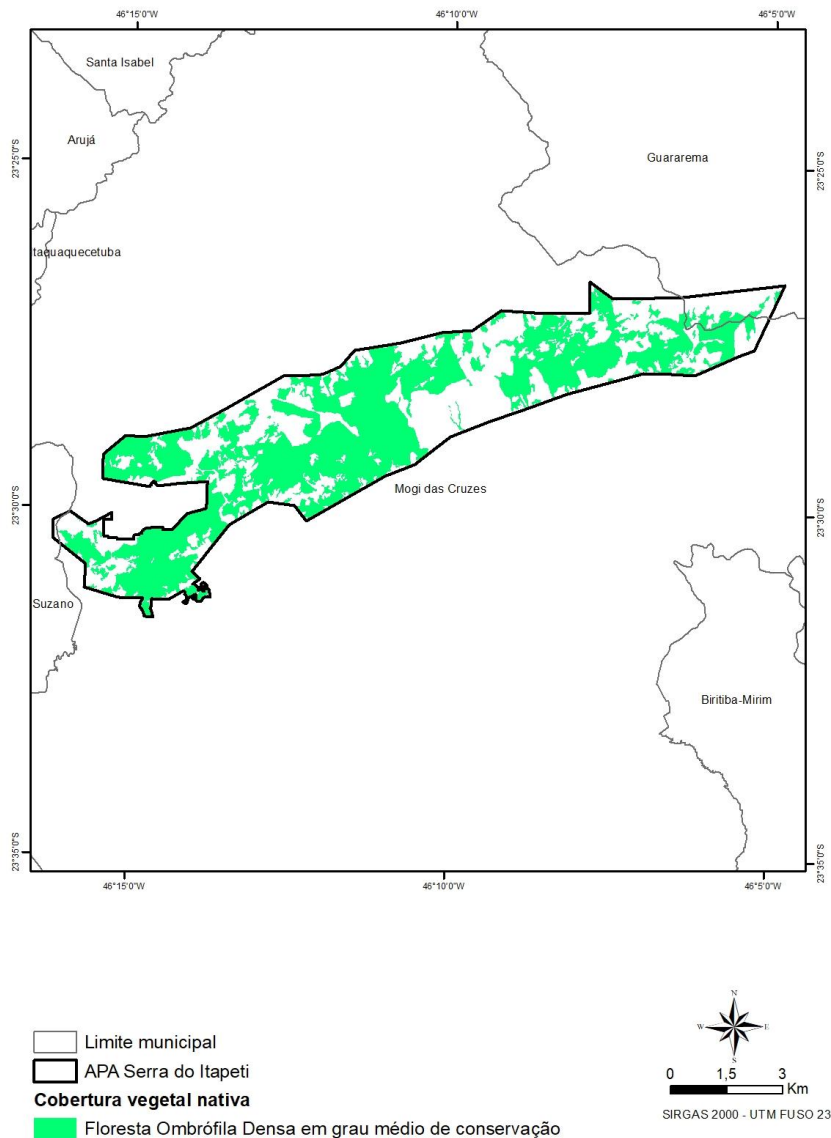 46°15'0"W
46°10'0"W
46°5'0"W
Santa Isabel
Arujá
Guararema
23°25'0"S
23°25'0"S
Itaquaquecetuba
Mogi das Cruzes
23°30'0"S
23°30'0"S
Suzano
Biritiba-Mirim
23°35'0"S
23°35'0"S
46°15'0"W
46°10'0"W
46°5'0"W
N
W
E
S
Limite municipal
APA Serra do Itapeti
Cobertura vegetal nativa
Floresta Ombrófila Densa em grau médio de conservação
0 1,5 3
Km
SIRGAS 2000 - UTM FUSO 23